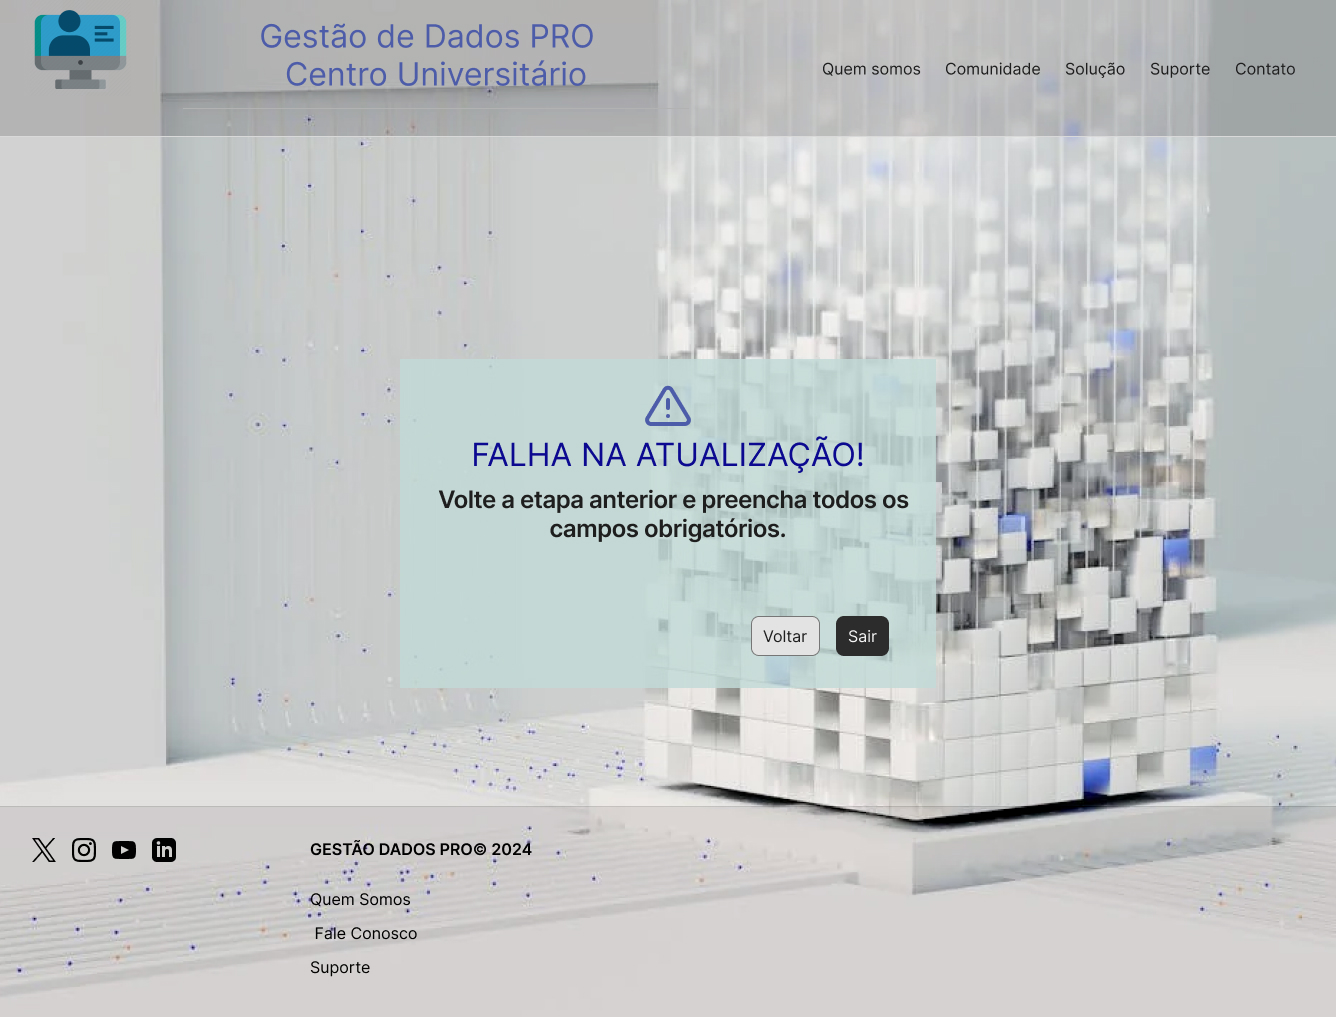 Gestão de Dados PRO
Centro Universitário
Quem somos Comunidade Solução Suporte Contato
FALHA NA ATUALIZAÇÃO!
Volte a etapa anterior e preencha todos os
campos obrigatórios.
Voltar Sair
GESTÃO DADOS PRO© 2024
Quem Somos
Fale Conosco
Suporte